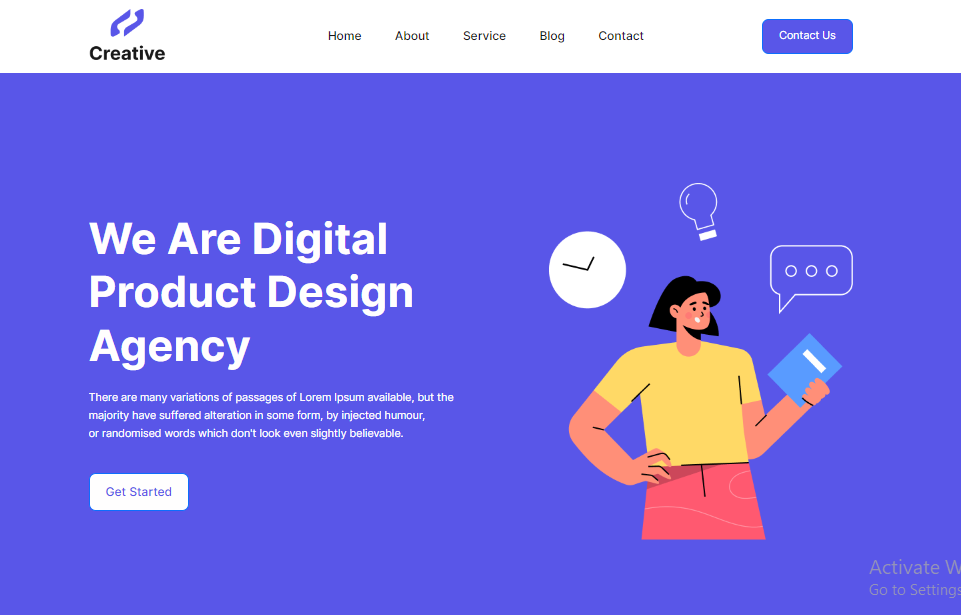 Creative
Home About Service Blog Contact
Contact Us
We Are Digital
Product Design
Agency
There are many variations of passages of Lorem Ipsum available, but the
majority have suffered alteration in some form, by injected humour,
or randomised words which don't look even slightly believable.
Get Started
Activate W
Go to Settings